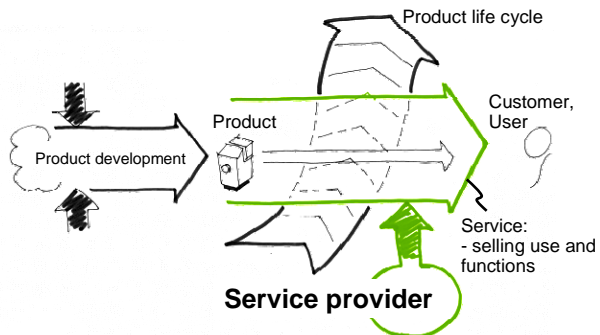 Product life cycle
Customer,
User
Product
Product development
Service:
- selling use and
functions
Service provider